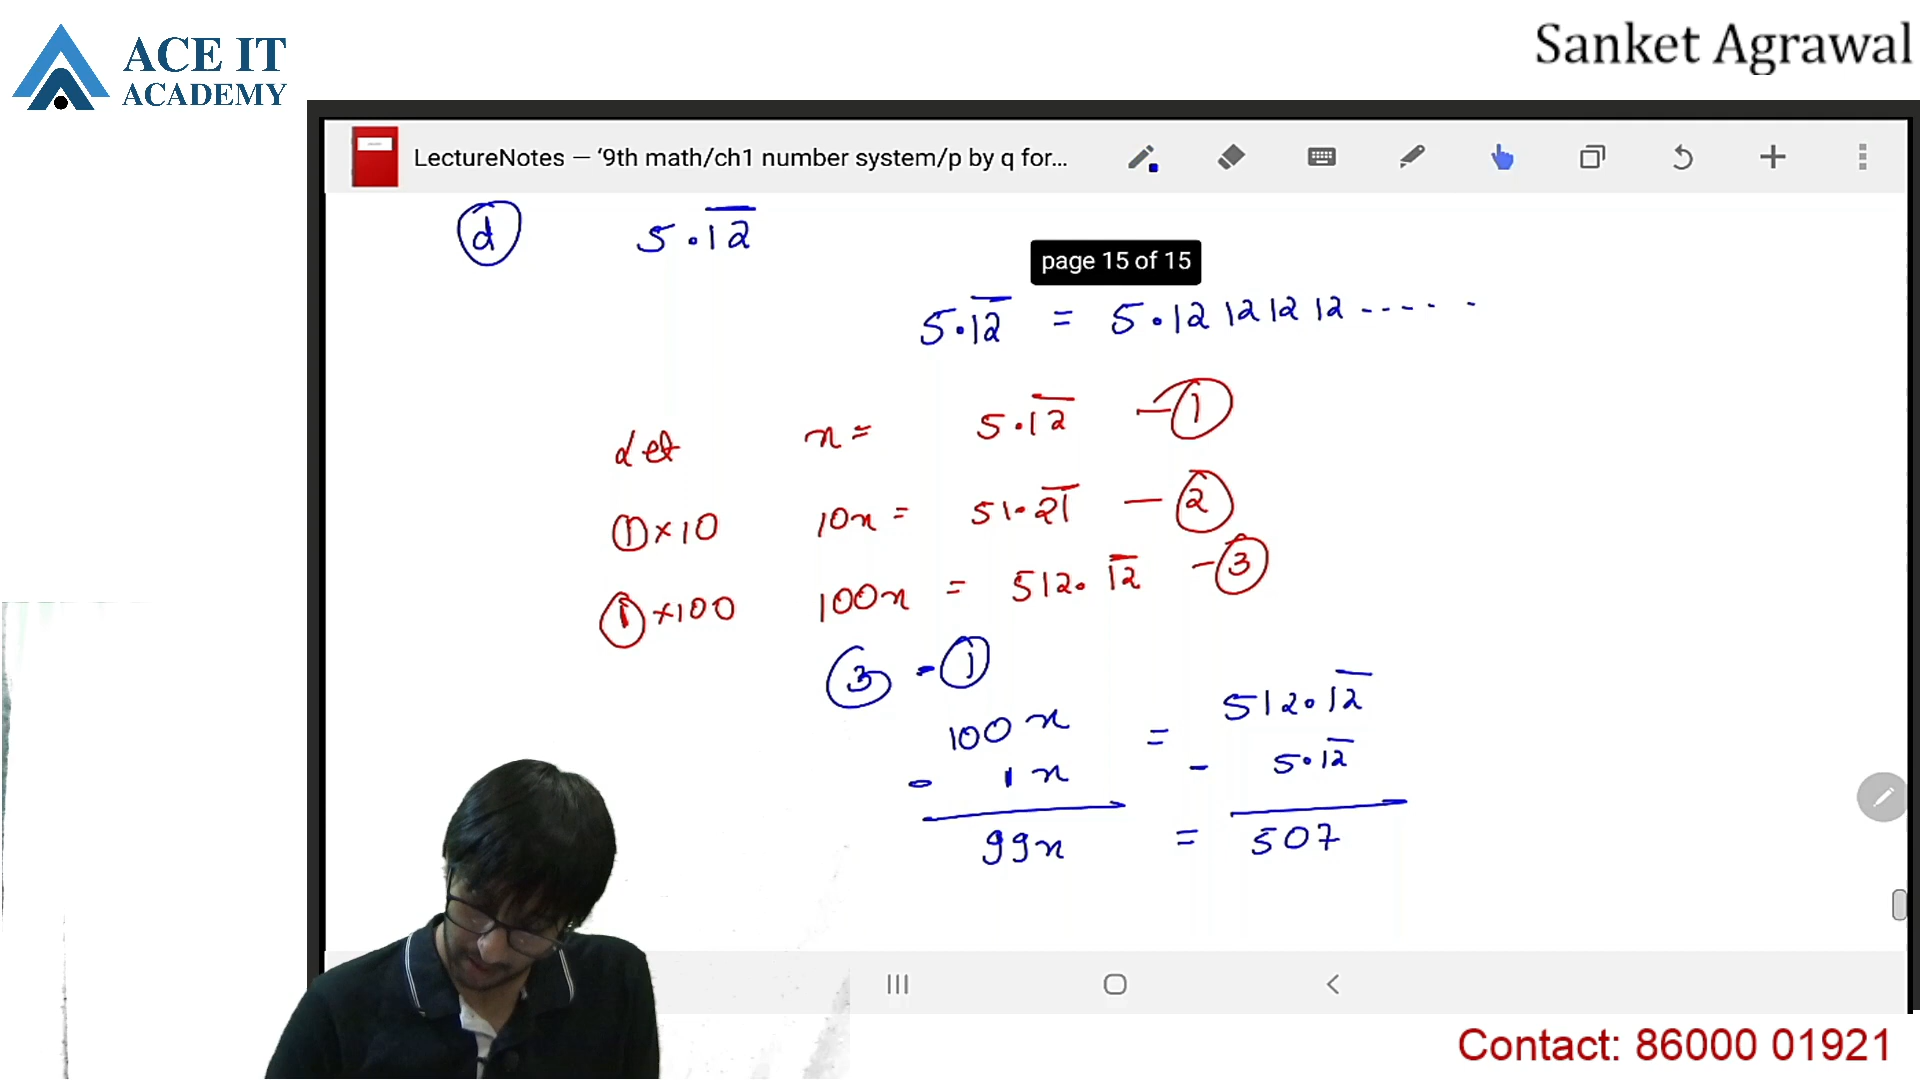 ACE IT
ACADEMY
Sanket Agrawal
LectureNotes — ‘9th math/ch1 number system/p by q for...
page 15 of 15
d 5.1̅2̅
5.1̅2̅ = 5.12 12 12 12 ----- -
Let x = 5.1̅2̅ - ①
① × 10 10x = 51.2̅1̅ - ②
① × 100 100x = 512.1̅2̅ - ③
③ - ①
100x = 512.1̅2̅
- 1x - 5.1̅2̅
99x = 507
Contact: 86000 01921